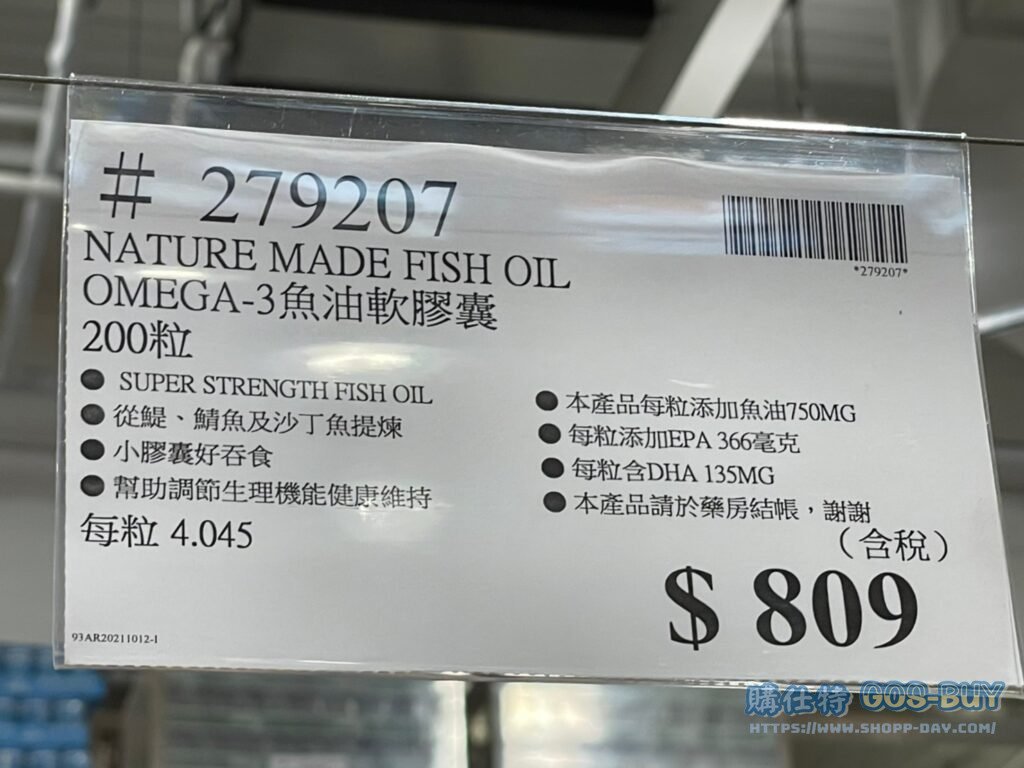 # 279207
*279207*
NATURE MADE FISH OIL
OMEGA-3魚油軟膠囊
200粒
● SUPER STRENGTH FISH OIL
● 從鯷、鯖魚及沙丁魚提煉
● 小膠囊好吞食
● 幫助調節生理機能健康維持
每粒 4.045
● 本產品每粒添加魚油750MG
● 每粒添加EPA 366毫克
● 每粒含DHA 135MG
● 本產品請於藥房結帳，謝謝
（含稅）
$ 809
93AR20211012-1
購仕特 GOS-BUY
HTTPS://WWW.SHOPP-DAY.COM/